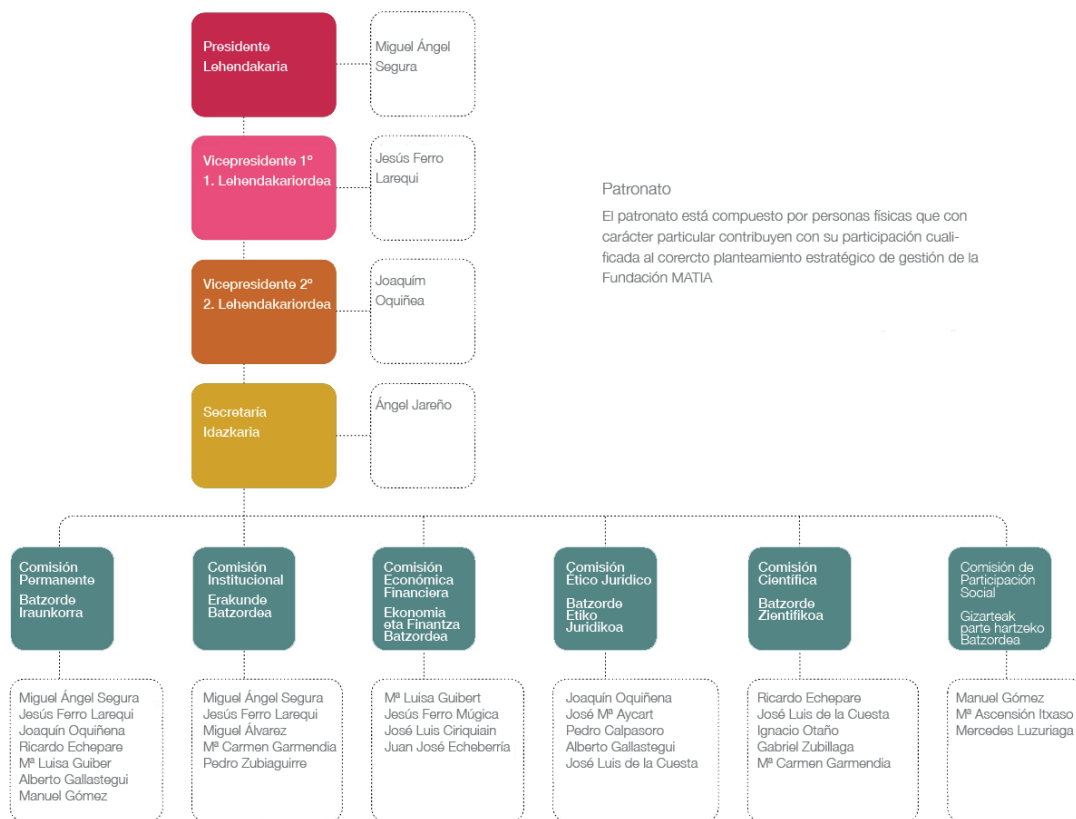 Presidente
Lehendakaria
Miguel Ángel
Segura
Vicepresidente 1º
1. Lehendakariordea
Jesús Ferro
Larequi
Patronato
El patronato está compuesto por personas físicas que con
carácter particular contribuyen con su participación cuali-
ficada al corercto planteamiento estratégico de gestión de la
Fundación MATIA
Vicepresidente 2º
2. Lehendakariordea
Joaquím
Oquiñea
Secretaría
Idazkaria
Ángel Jareño
Comisión
Permanente
Batzorde
Iraunkorra
Comisión
Institucional
Erakunde
Batzordea
Comisión
Económica
Financiera
Ekonomia
eta Finantza
Batzordea
Comisión
Ético Jurídico
Batzorde
Etiko
Juridikoa
Comisión
Científica
Batzorde
Zientifikoa
Comisión de
Participación
Social
Gizarteak
parte hartzeko
Batzordea
Miguel Ángel Segura
Jesús Ferro Larequi
Joaquín Oquiñena
Ricardo Echepare
Mª Luisa Guiber
Alberto Gallastegui
Manuel Gómez
Miguel Ángel Segura
Jesús Ferro Larequi
Miguel Álvarez
Mª Carmen Garmendia
Pedro Zubiaguirre
Mª Luisa Guibert
Jesús Ferro Múgica
José Luis Ciriquiain
Juan José Echeberría
Joaquín Oquiñena
José Mª Aycart
Pedro Calpasoro
Alberto Gallastegui
José Luis de la Cuesta
Ricardo Echepare
José Luis de la Cuesta
Ignacio Otaño
Gabriel Zubillaga
Mª Carmen Garmendia
Manuel Gómez
Mª Ascensión Itxaso
Mercedes Luzuriaga